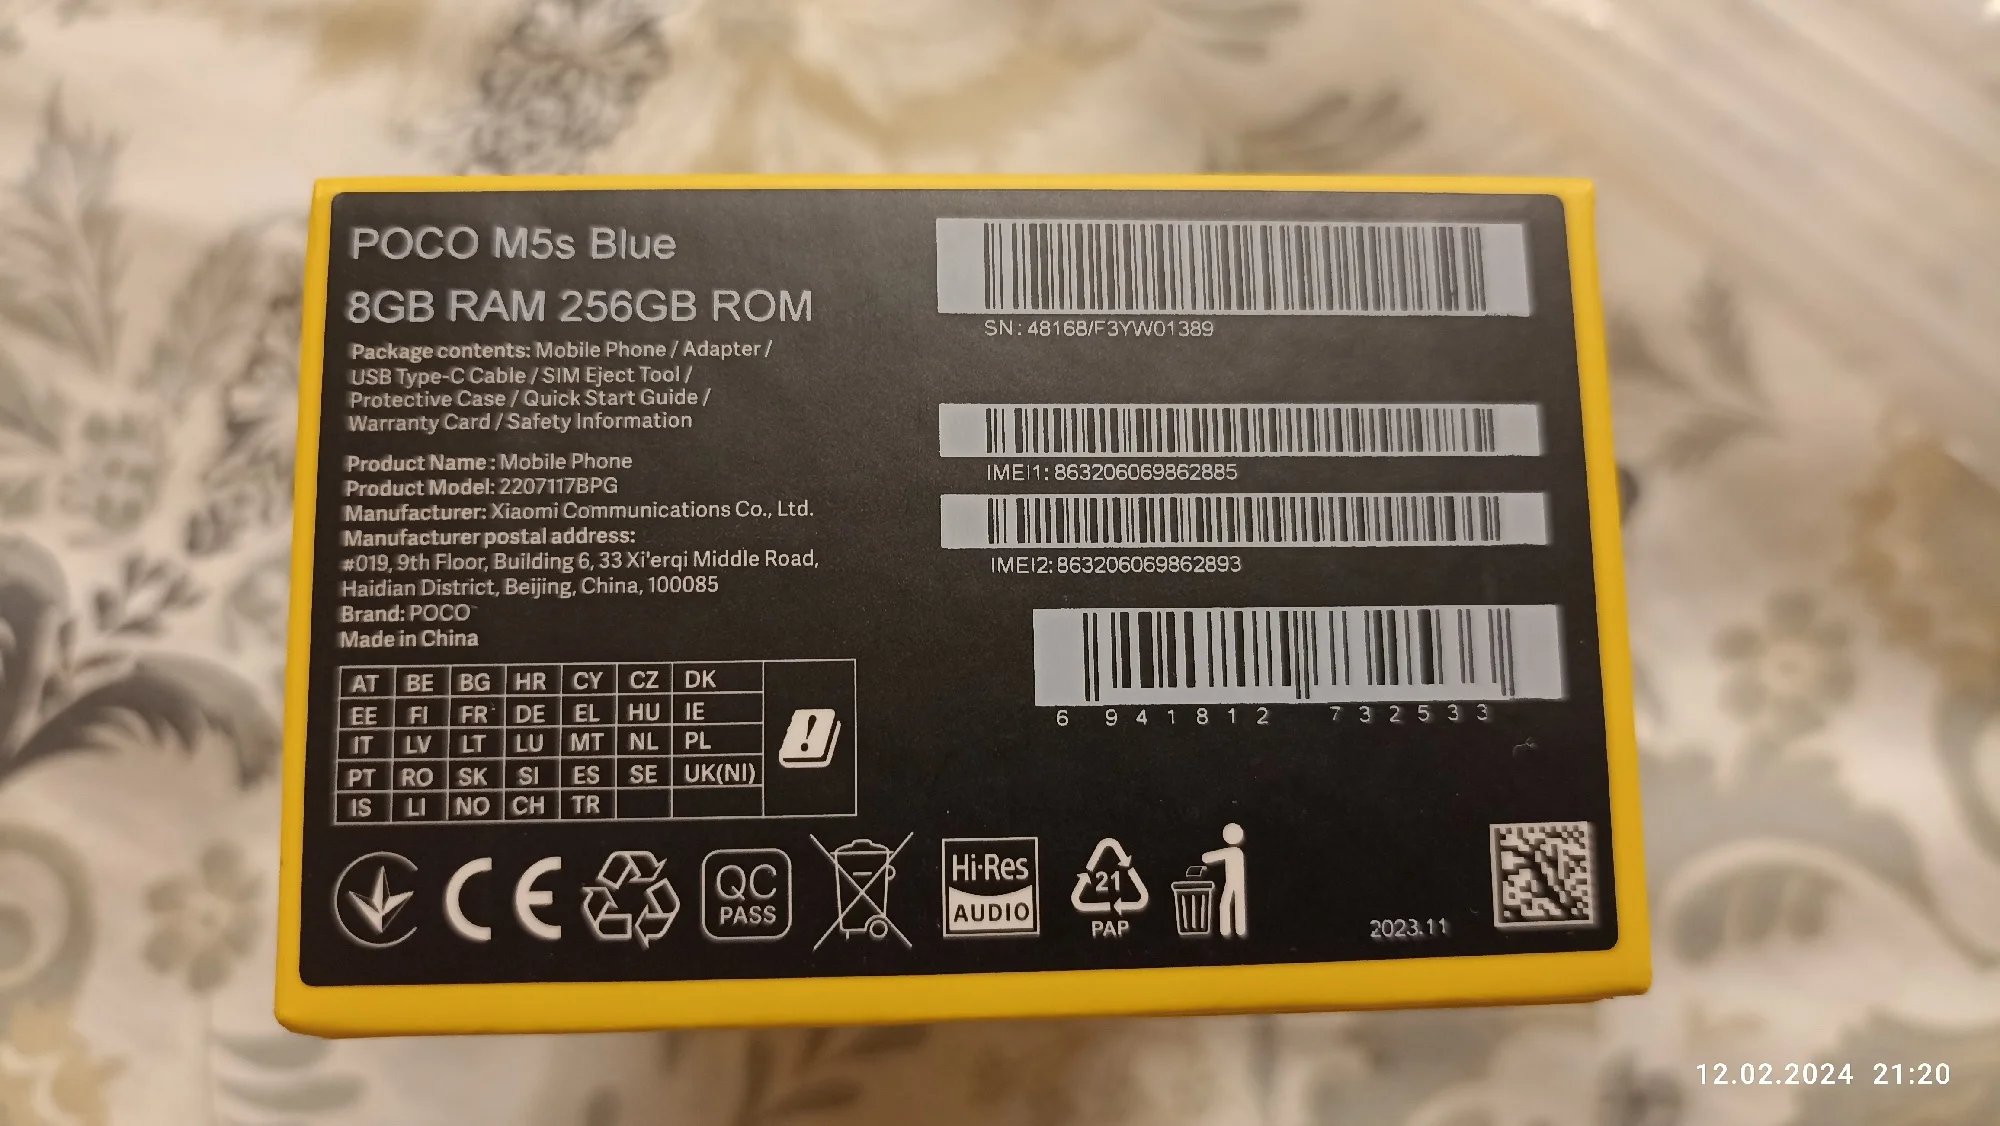 POCO M5s Blue
8GB RAM 256GB ROM
Package contents: Mobile Phone / Adapter /
USB Type-C Cable / SIM Eject Tool /
Protective Case / Quick Start Guide /
Warranty Card / Safety Information
Product Name: Mobile Phone
Product Model: 2207117BPG
Manufacturer: Xiaomi Communications Co., Ltd.
Manufacturer postal address:
#019, 9th Floor, Building 6, 33 Xi'erqi Middle Road,
Haidian District, Beijing, China, 100085
Brand: POCO
Made in China
AT BE BG HR CY CZ DK
EE FI FR DE EL HU IE
IT LV LT LU MT NL PL
PT RO SK SI ES SE UK(NI)
IS LI NO CH TR
SN: 48168/F3YW01389
IMEI1: 863206069862885
IMEI2: 863206069862893
6 941812 732533
CE
QC
PASS
Hi-Res
AUDIO
21
PAP
2023.11
12.02.2024 21:20